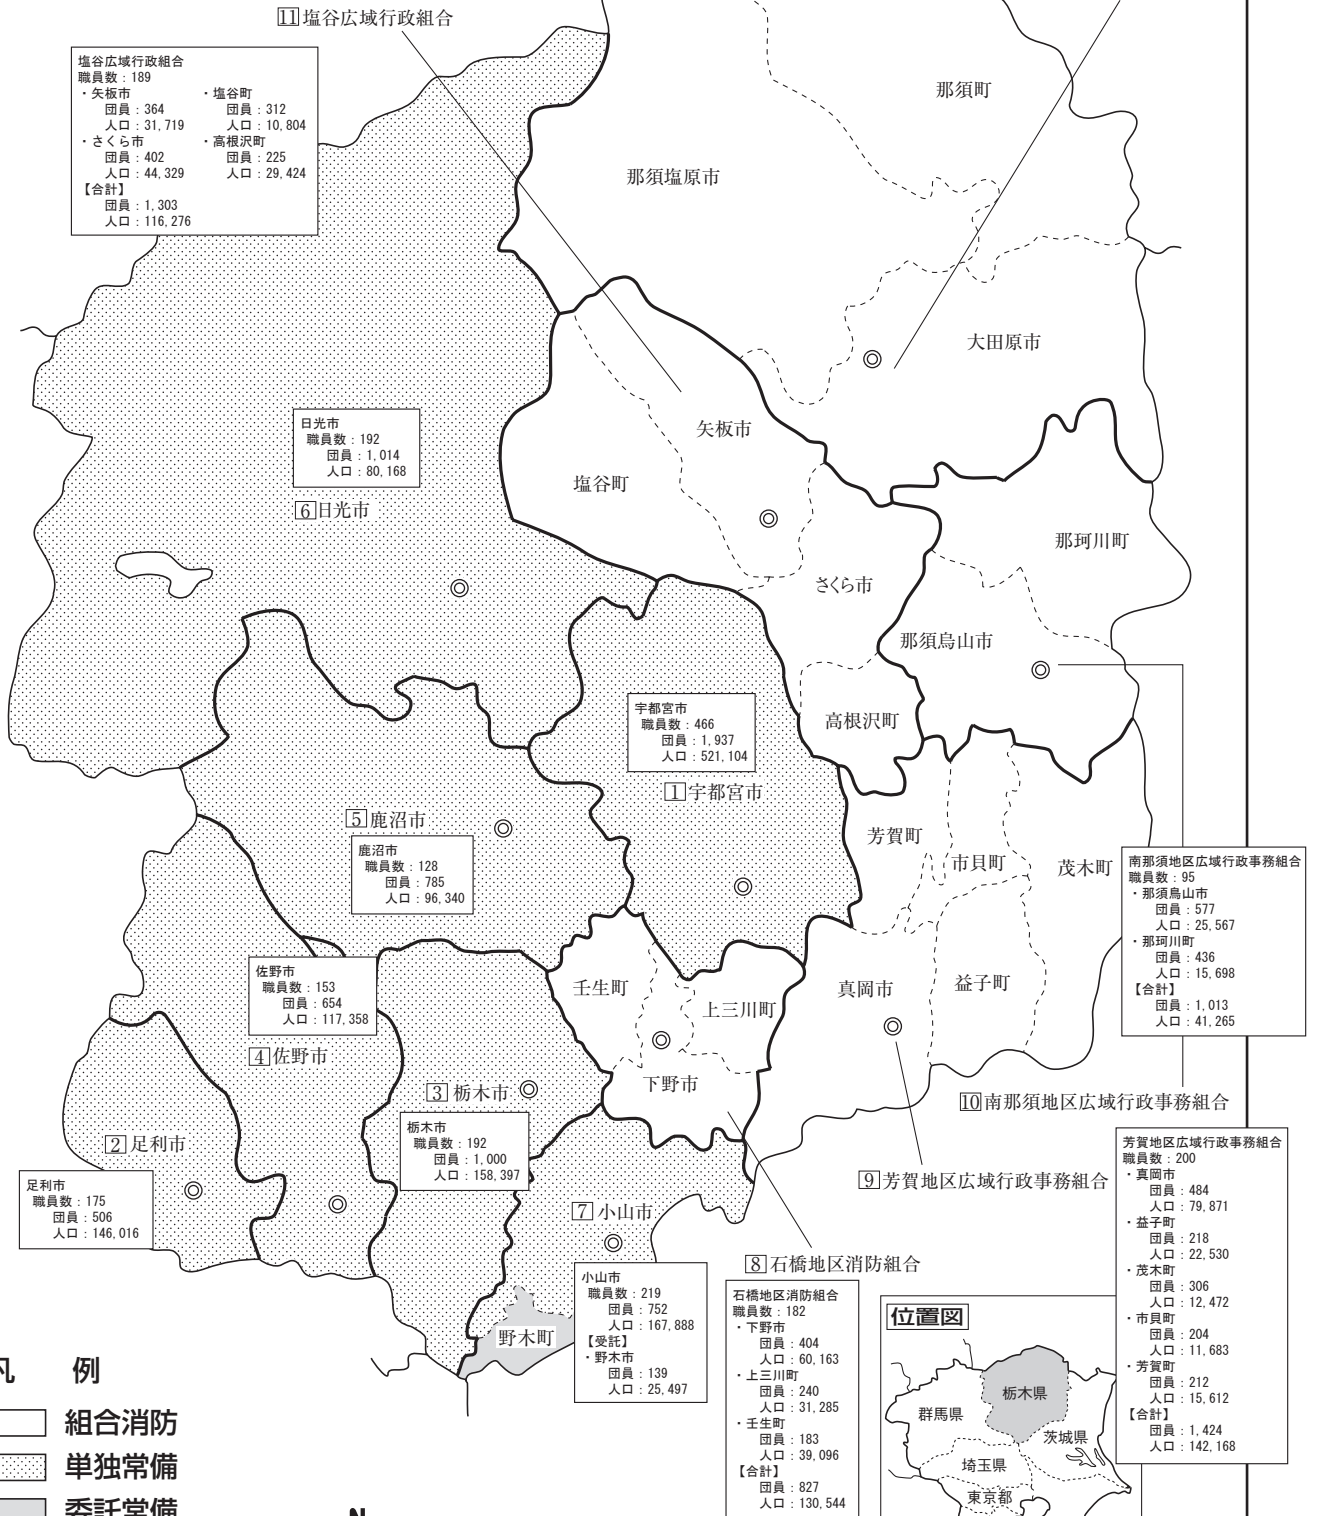 11 塩谷広域行政組合
塩谷広域行政組合
職員数：189
・矢板市
団員：364
人口：31,719
・塩谷町
団員：312
人口：10,804
・さくら市
団員：402
人口：44,329
・高根沢町
団員：225
人口：29,424
【合計】
団員：1,303
人口：116,276
那須町
那須塩原市
大田原市
矢板市
塩谷町
日光市
職員数：192
団員：1,014
人口：80,168
6 日光市
那珂川町
さくら市
那須烏山市
高根沢町
宇都宮市
職員数：466
団員：1,937
人口：521,104
1 宇都宮市
5 鹿沼市
鹿沼市
職員数：128
団員：785
人口：96,340
芳賀町
市貝町
茂木町
南那須地区広域行政事務組合
職員数：95
・那須烏山市
団員：577
人口：25,567
・那珂川町
団員：436
人口：15,698
【合計】
団員：1,013
人口：41,265
佐野市
職員数：153
団員：654
人口：117,358
4 佐野市
壬生町
上三川町
真岡市
益子町
下野市
3 栃木市
栃木市
職員数：192
団員：1,000
人口：158,397
10 南那須地区広域行政事務組合
2 足利市
足利市
職員数：175
団員：506
人口：146,016
9 芳賀地区広域行政事務組合
芳賀地区広域行政事務組合
職員数：200
・真岡市
団員：484
人口：79,871
・益子町
団員：218
人口：22,530
・茂木町
団員：306
人口：12,472
・市貝町
団員：204
人口：11,683
・芳賀町
団員：212
人口：15,612
【合計】
団員：1,424
人口：142,168
7 小山市
小山市
職員数：219
団員：752
人口：167,888
【受託】
・野木市
団員：139
人口：25,497
野木町
8 石橋地区消防組合
石橋地区消防組合
職員数：182
・下野市
団員：404
人口：60,163
・上三川町
団員：240
人口：31,285
・壬生町
団員：183
人口：39,096
【合計】
団員：827
人口：130,544
位置図
栃木県
群馬県
茨城県
埼玉県
東京都
凡 例
組合消防
単独常備
委託常備
N